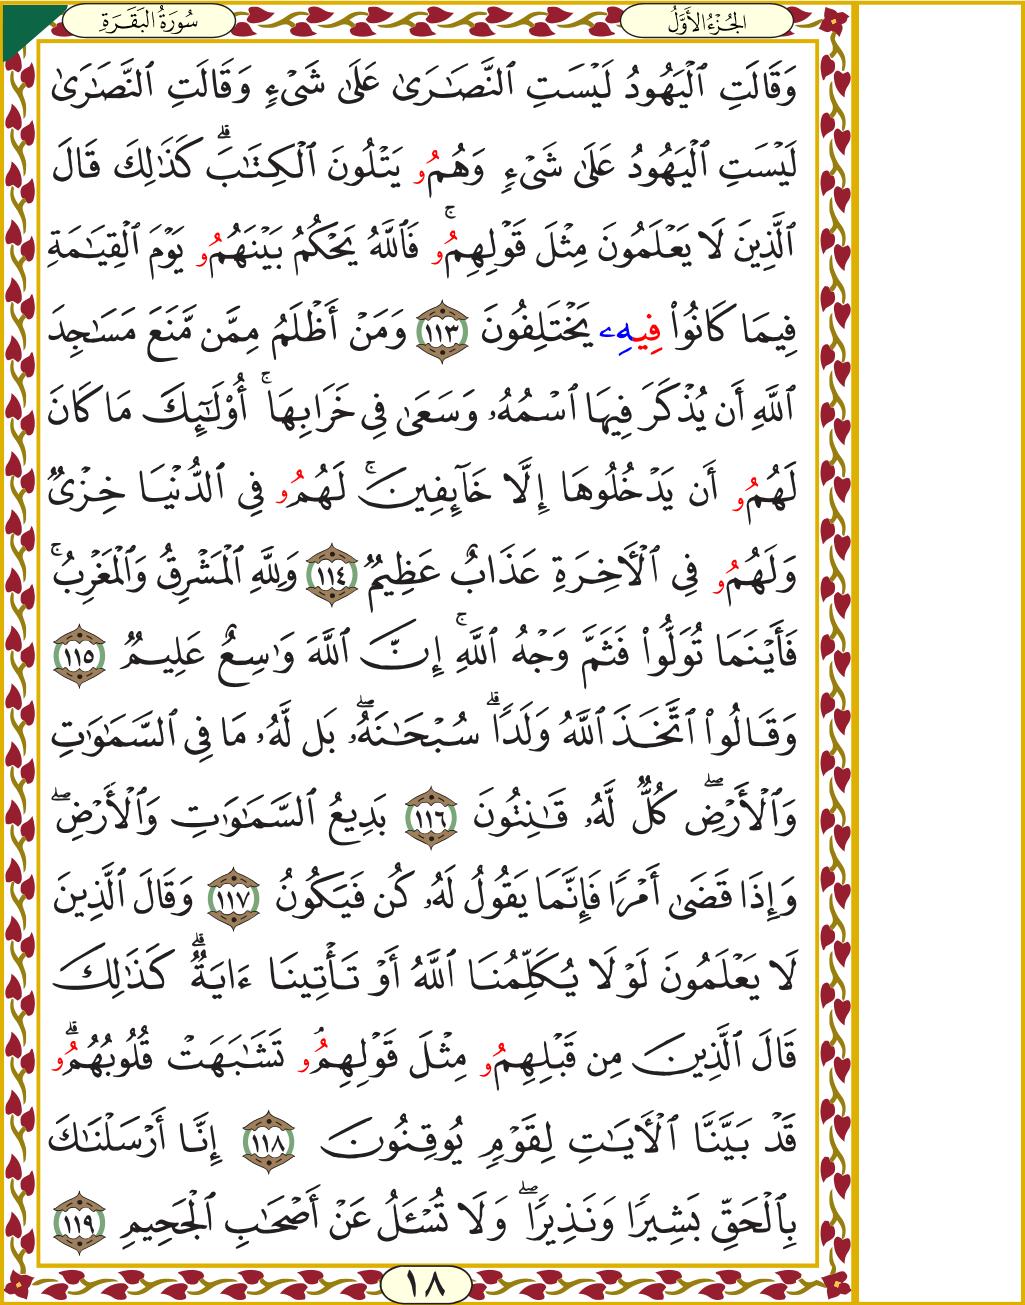 الجُزْءُ الأَوَّلُ
سُورَةُ البَقَرَةِ
وَقَالَتِ ٱلْيَهُودُ لَيْسَتِ ٱلنَّصَـٰرَىٰ عَلَىٰ شَىْءٍ وَقَالَتِ ٱلنَّصَـٰرَىٰ
لَيْسَتِ ٱلْيَهُودُ عَلَىٰ شَىْءٍ وَهُمُۥ يَتْلُونَ ٱلْكِتَـٰبَ ۗ كَذَٰلِكَ قَالَ
ٱلَّذِينَ لَا يَعْلَمُونَ مِثْلَ قَوْلِهِمُۥ ۚ فَٱللَّهُ يَحْكُمُ بَيْنَهُمُۥ يَوْمَ ٱلْقِيَـٰمَةِ
فِيمَا كَانُوا۟ فِيهِۦ يَخْتَلِفُونَ ١١٣ وَمَنْ أَظْلَمُ مِمَّن مَّنَعَ مَسَـٰجِدَ
ٱللَّهِ أَن يُذْكَرَ فِيهَا ٱسْمُهُۥ وَسَعَىٰ فِى خَرَابِهَا ۚ أُو۟لَـٰٓئِكَ مَا كَانَ
لَهُمُۥ أَن يَدْخُلُوهَا إِلَّا خَآئِفِينَ ۚ لَهُمُۥ فِى ٱلدُّنْيَا خِزْىٌ
وَلَهُمُۥ فِى ٱلْـَٔاخِرَةِ عَذَابٌ عَظِيمٌ ١١٤ وَلِلَّهِ ٱلْمَشْرِقُ وَٱلْمَغْرِبُ ۚ
فَأَيْنَمَا تُوَلُّوا۟ فَثَمَّ وَجْهُ ٱللَّهِ ۚ إِنَّ ٱللَّهَ وَٰسِعٌ عَلِيمٌ ١١٥
وَقَالُوا۟ ٱتَّخَذَ ٱللَّهُ وَلَدًا ۗ سُبْحَـٰنَهُۥ ۖ بَل لَّهُۥ مَا فِى ٱلسَّمَـٰوَٰتِ
وَٱلْأَرْضِ ۖ كُلٌّ لَّهُۥ قَـٰنِتُونَ ١١٦ بَدِيعُ ٱلسَّمَـٰوَٰتِ وَٱلْأَرْضِ ۖ
وَإِذَا قَضَىٰٓ أَمْرًا فَإِنَّمَا يَقُولُ لَهُۥ كُن فَيَكُونُ ١١٧ وَقَالَ ٱلَّذِينَ
لَا يَعْلَمُونَ لَوْلَا يُكَلِّمُنَا ٱللَّهُ أَوْ تَأْتِينَا ءَايَةٌ ۗ كَذَٰلِكَ
قَالَ ٱلَّذِينَ مِن قَبْلِهِمُۥ مِثْلَ قَوْلِهِمُۥ ۘ تَشَـٰبَهَتْ قُلُوبُهُمُۥ ۗ
قَدْ بَيَّنَّا ٱلْـَٔايَـٰتِ لِقَوْمٍ يُوقِنُونَ ١١٨ إِنَّا أَرْسَلْنَـٰكَ
بِٱلْحَقِّ بَشِيرًا وَنَذِيرًا ۖ وَلَا تُسْـَٔلُ عَنْ أَصْحَـٰبِ ٱلْجَحِيمِ ١١٩
١٨